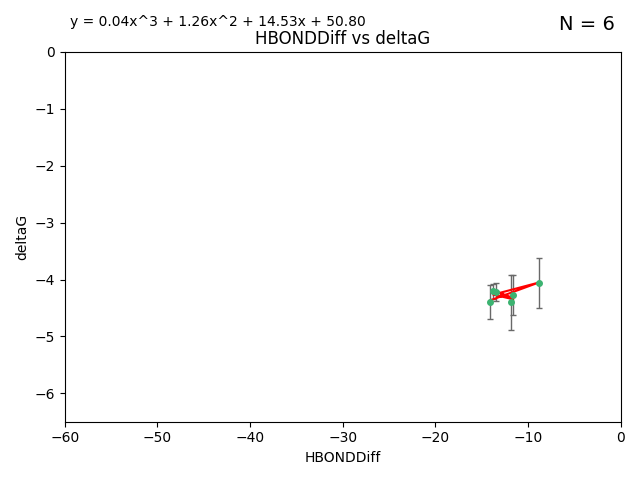 y = 0.04x^3 + 1.26x^2 + 14.53x + 50.80
N = 6
HBONDDiff vs deltaG
0
−1
−2
−3
−4
−5
−6
deltaG
−60 −50 −40 −30 −20 −10 0
HBONDDiff